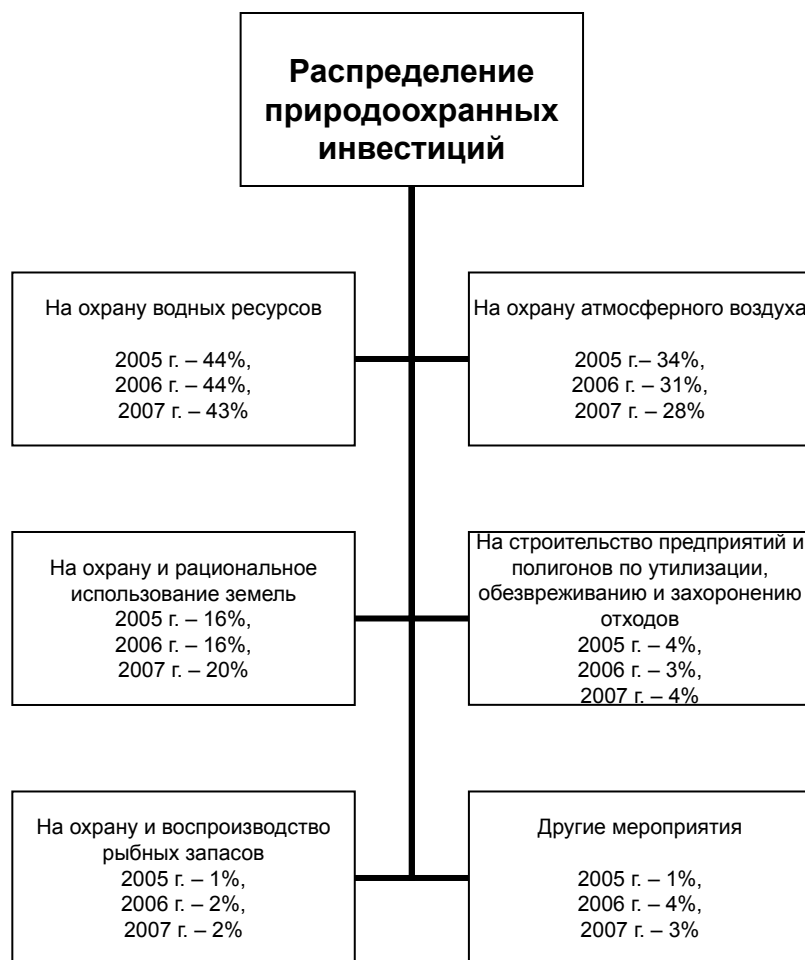 Распределение
природоохранных
инвестиций
На охрану водных ресурсов
2005 г. – 44%,
2006 г. – 44%,
2007 г. – 43%
На охрану атмосферного воздуха
2005 г.– 34%,
2006 г. – 31%,
2007 г. – 28%
На охрану и рациональное
использование земель
2005 г. – 16%,
2006 г. – 16%,
2007 г. – 20%
На строительство предприятий и
полигонов по утилизации,
обезвреживанию и захоронению
отходов
2005 г. – 4%,
2006 г. – 3%,
2007 г. – 4%
На охрану и воспроизводство
рыбных запасов
2005 г. – 1%,
2006 г. – 2%,
2007 г. – 2%
Другие мероприятия
2005 г. – 1%,
2006 г. – 4%,
2007 г. – 3%